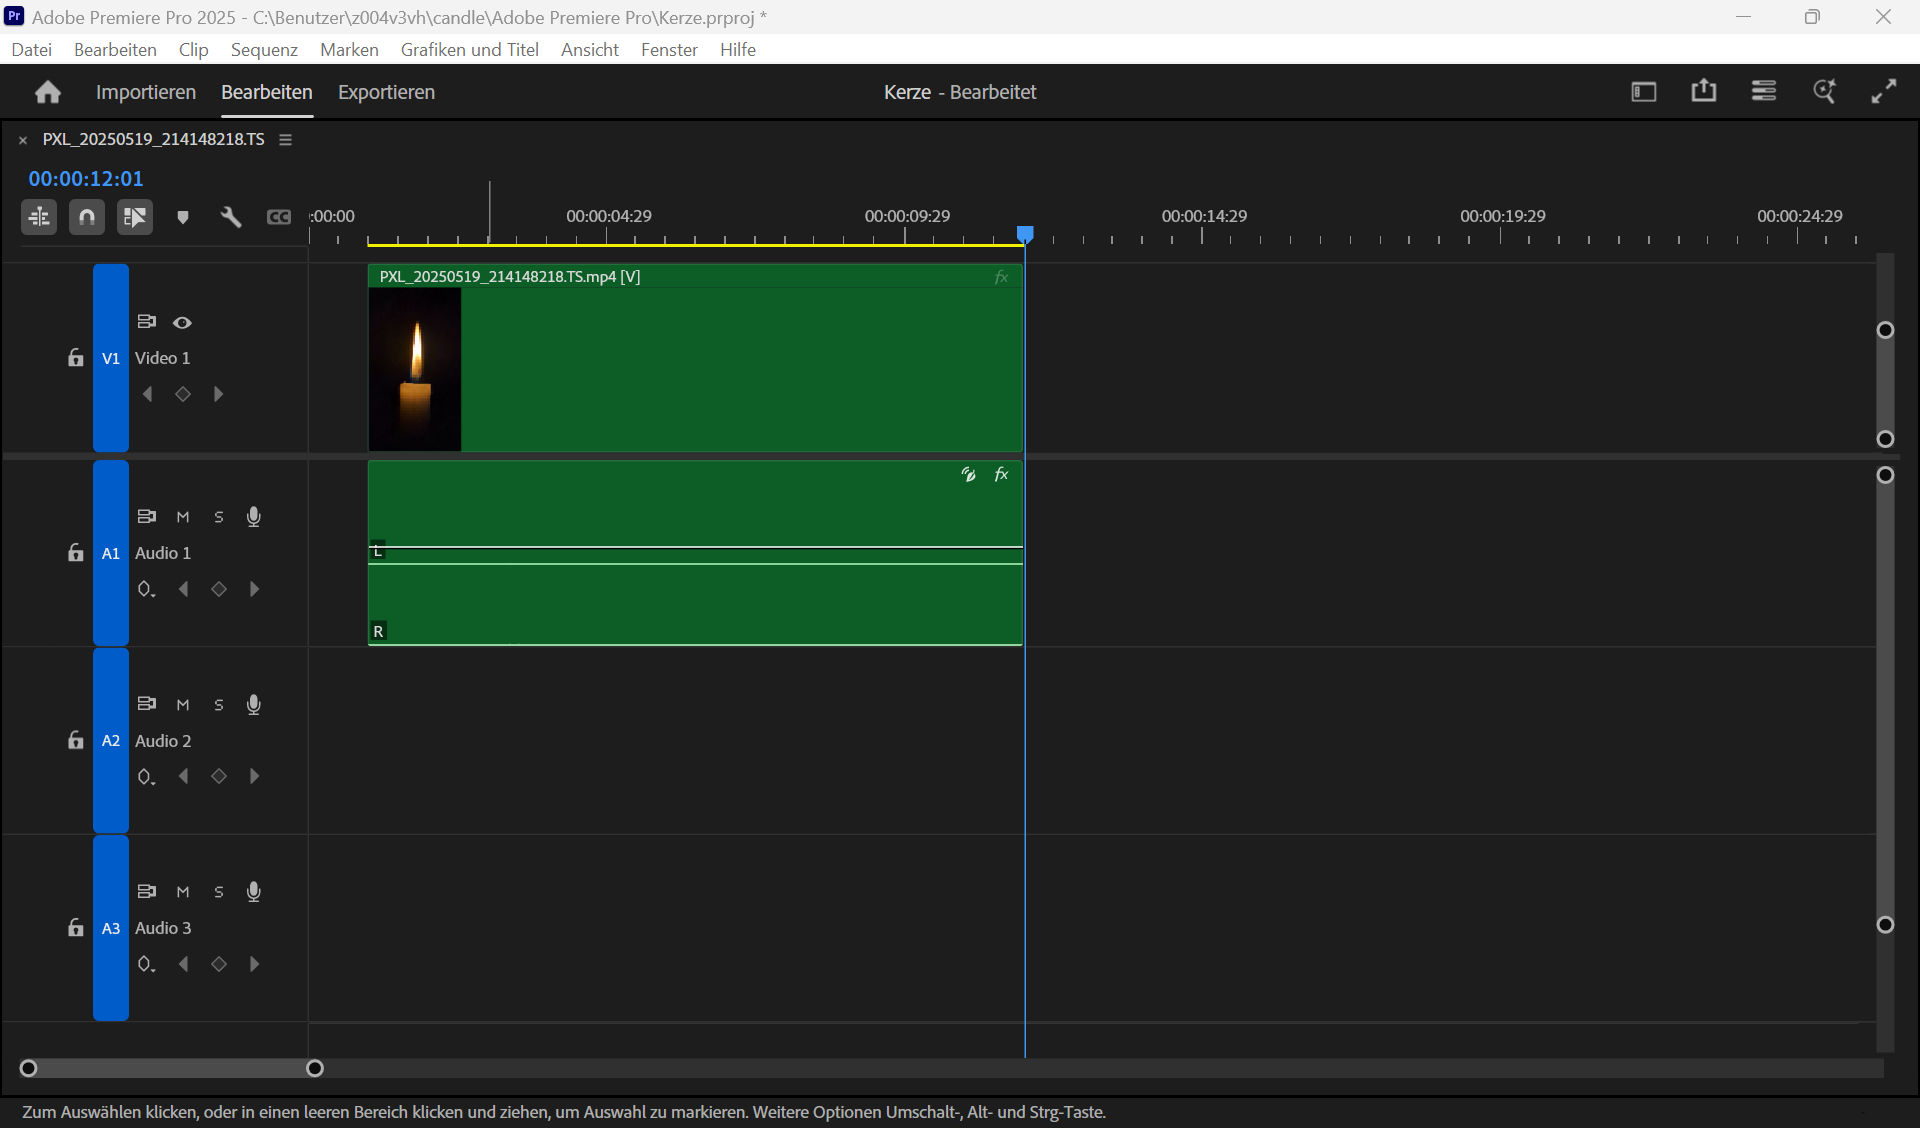 Pr Adobe Premiere Pro 2025 - C:\Benutzer\z004v3vh\candle\Adobe Premiere Pro\Kerze.prproj *
Datei Bearbeiten Clip Sequenz Marken Grafiken und Titel Ansicht Fenster Hilfe
Importieren Bearbeiten Exportieren Kerze - Bearbeitet
PXL_20250519_214148218.TS
00:00:12:01
CC :00:00 00:00:04:29 00:00:09:29 00:00:14:29 00:00:19:29 00:00:24:29
PXL_20250519_214148218.TS.mp4 [V] fx
V1 Video 1
fx
M S
A1 Audio 1
L
R
M S
A2 Audio 2
M S
A3 Audio 3
Zum Auswählen klicken, oder in einen leeren Bereich klicken und ziehen, um Auswahl zu markieren. Weitere Optionen Umschalt-, Alt- und Strg-Taste.